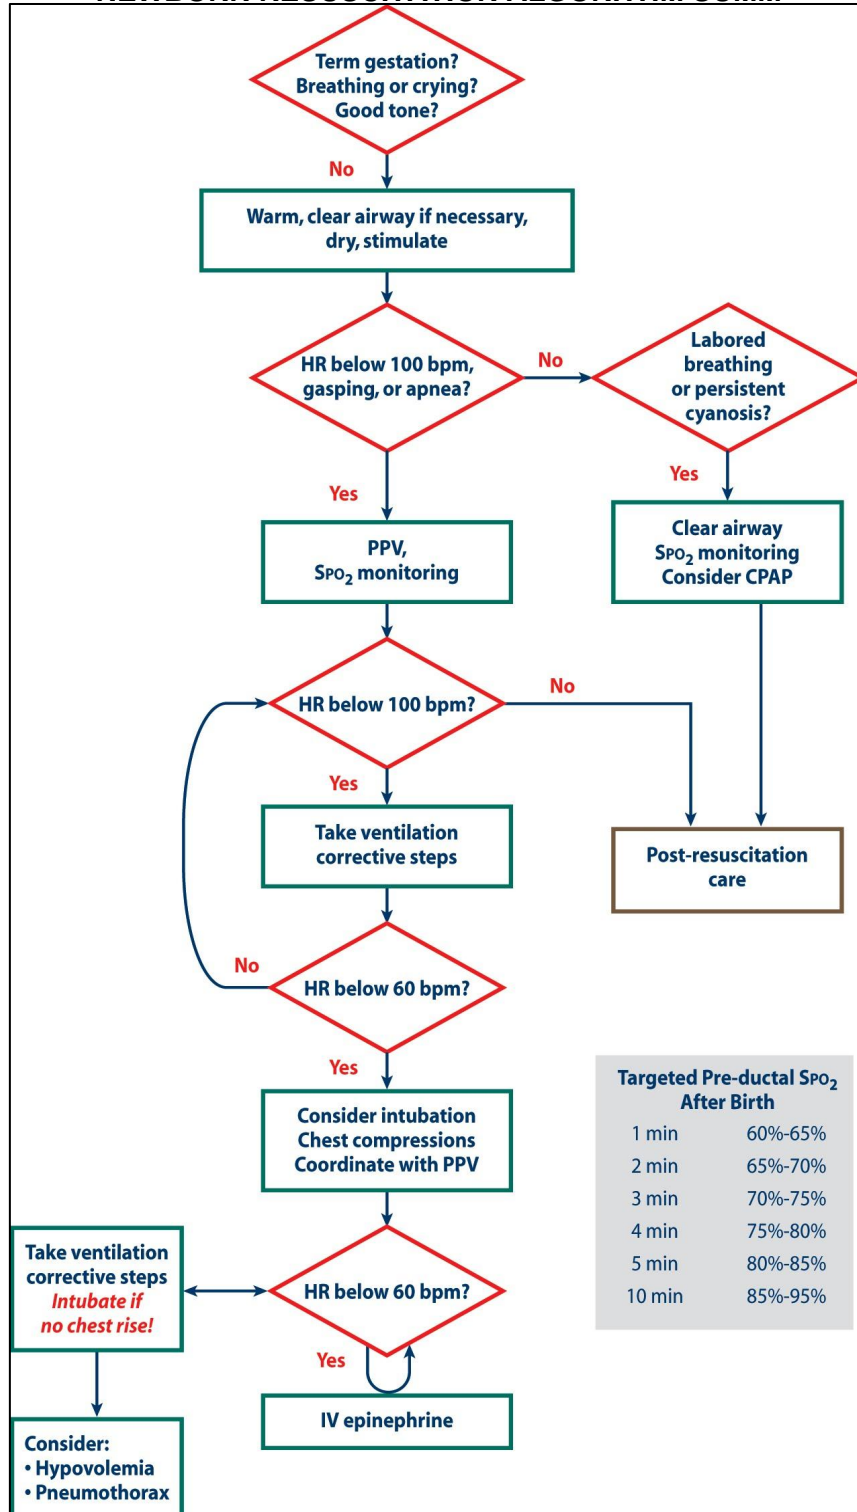 Term gestation?
Breathing or crying?
Good tone?
No
Warm, clear airway if necessary,
dry, stimulate
HR below 100 bpm,
gasping, or apnea?
No
Labored
breathing
or persistent
cyanosis?
Yes
Yes
PPV,
SPO2 monitoring
Clear airway
SPO2 monitoring
Consider CPAP
HR below 100 bpm?
No
Yes
Take ventilation
corrective steps
Post-resuscitation
care
HR below 60 bpm?
No
Yes
Consider intubation
Chest compressions
Coordinate with PPV
Targeted Pre-ductal SPO2
After Birth
1 min 60%-65%
2 min 65%-70%
3 min 70%-75%
4 min 75%-80%
5 min 80%-85%
10 min 85%-95%
Take ventilation
corrective steps
Intubate if
no chest rise!
HR below 60 bpm?
Yes
IV epinephrine
Consider:
• Hypovolemia
• Pneumothorax